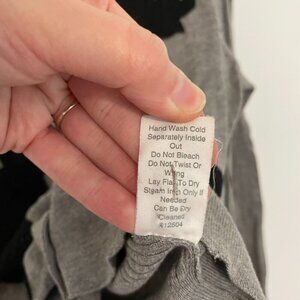 Hand Wash Cold
Separately Inside
Out
Do Not Bleach
Do Not Twist Or
Wring
Lay Flat To Dry
Steam Iron Only If
Needed
Can Be Dry
Cleaned
#12504